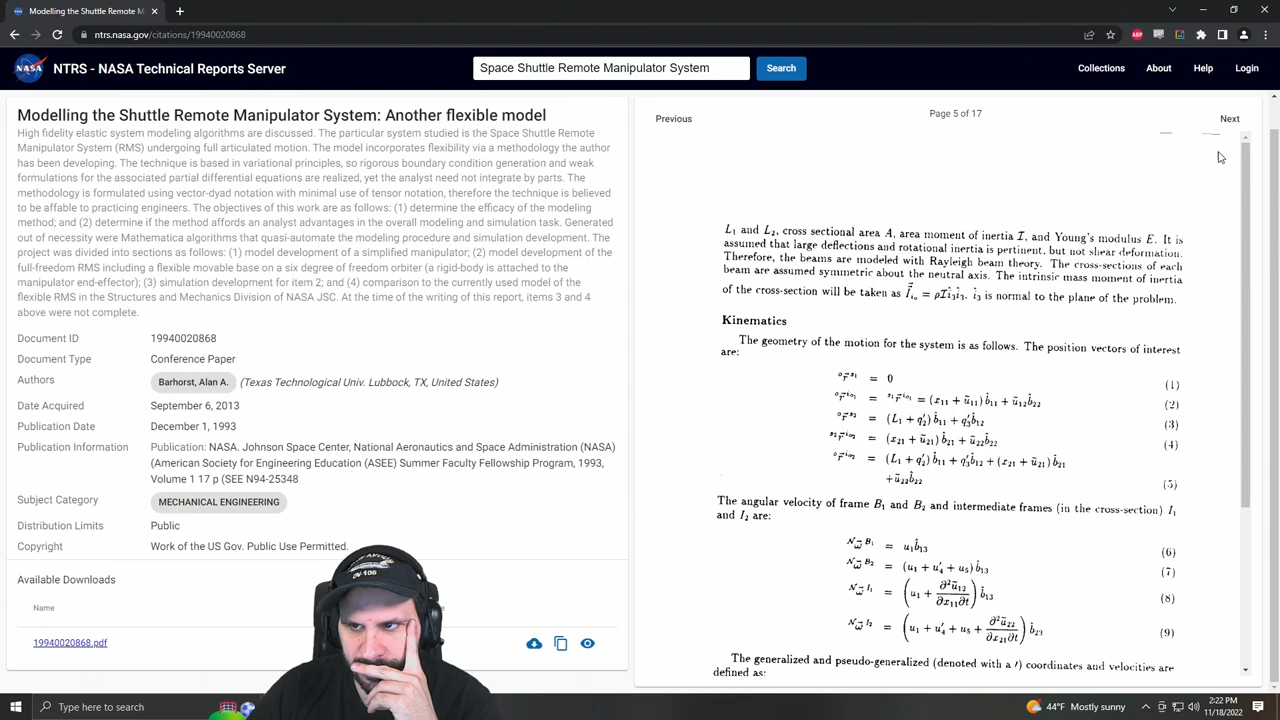 Modelling the Shuttle Remote M
ntrs.nasa.gov/citations/19940020868
NASA
NTRS - NASA Technical Reports Server
Space Shuttle Remote Manipulator System
Search
Collections
About
Help
Login
Modelling the Shuttle Remote Manipulator System: Another flexible model
High fidelity elastic system modeling algorithms are discussed. The particular system studied is the Space Shuttle Remote
Manipulator System (RMS) undergoing full articulated motion. The model incorporates flexibility via a methodology the author
has been developing. The technique is based in variational principles, so rigorous boundary condition generation and weak
formulations for the associated partial differential equations are realized, yet the analyst need not integrate by parts. The
methodology is formulated using vector-dyad notation with minimal use of tensor notation, therefore the technique is believed
to be affable to practicing engineers. The objectives of this work are as follows: (1) determine the efficacy of the modeling
method; and (2) determine if the method affords an analyst advantages in the overall modeling and simulation task. Generated
out of necessity were Mathematica algorithms that quasi-automate the modeling procedure and simulation development. The
project was divided into sections as follows: (1) model development of a simplified manipulator; (2) model development of the
full-freedom RMS including a flexible movable base on a six degree of freedom orbiter (a rigid-body is attached to the
manipulator end-effector); (3) simulation development for item 2; and (4) comparison to the currently used model of the
flexible RMS in the Structures and Mechanics Division of NASA JSC. At the time of the writing of this report, items 3 and 4
above were not complete.
Document ID 19940020868
Document Type Conference Paper
Authors Barhorst, Alan A. (Texas Technological Univ. Lubbock, TX, United States)
Date Acquired September 6, 2013
Publication Date December 1, 1993
Publication Information Publication: NASA. Johnson Space Center, National Aeronautics and Space Administration (NASA)
(American Society for Engineering Education (ASEE) Summer Faculty Fellowship Program, 1993,
Volume 1 17 p (SEE N94-25348
Subject Category MECHANICAL ENGINEERING
Distribution Limits Public
Copyright Work of the US Gov. Public Use Permitted.
Available Downloads
Name
19940020868.pdf
OV-105
Previous
Page 5 of 17
Next
L₁ and L₂, cross sectional area A, area moment of inertia I, and Young's modulus E. It is
assumed that large deflections and rotational inertia is pertinent, but not shear deformation.
Therefore, the beams are modeled with Rayleigh beam theory. The cross-sections of each
beam are assumed symmetric about the neutral axis. The intrinsic mass moment of inertia
of the cross-section will be taken as is normal to the plane of the problem.
Kinematics
The geometry of the motion for the system is as follows. The position vectors of interest
are:
= 0 (1)
(2)
(3)
(4)
(5)
The angular velocity of frame B₁ and B₂ and intermediate frames (in the cross-section) I₁
and I₂ are:
(6)
(7)
(8)
(9)
The generalized and pseudo-generalized (denoted with a ′) coordinates and velocities are
defined as:
Type here to search
44°F Mostly sunny
2:22 PM
11/18/2022